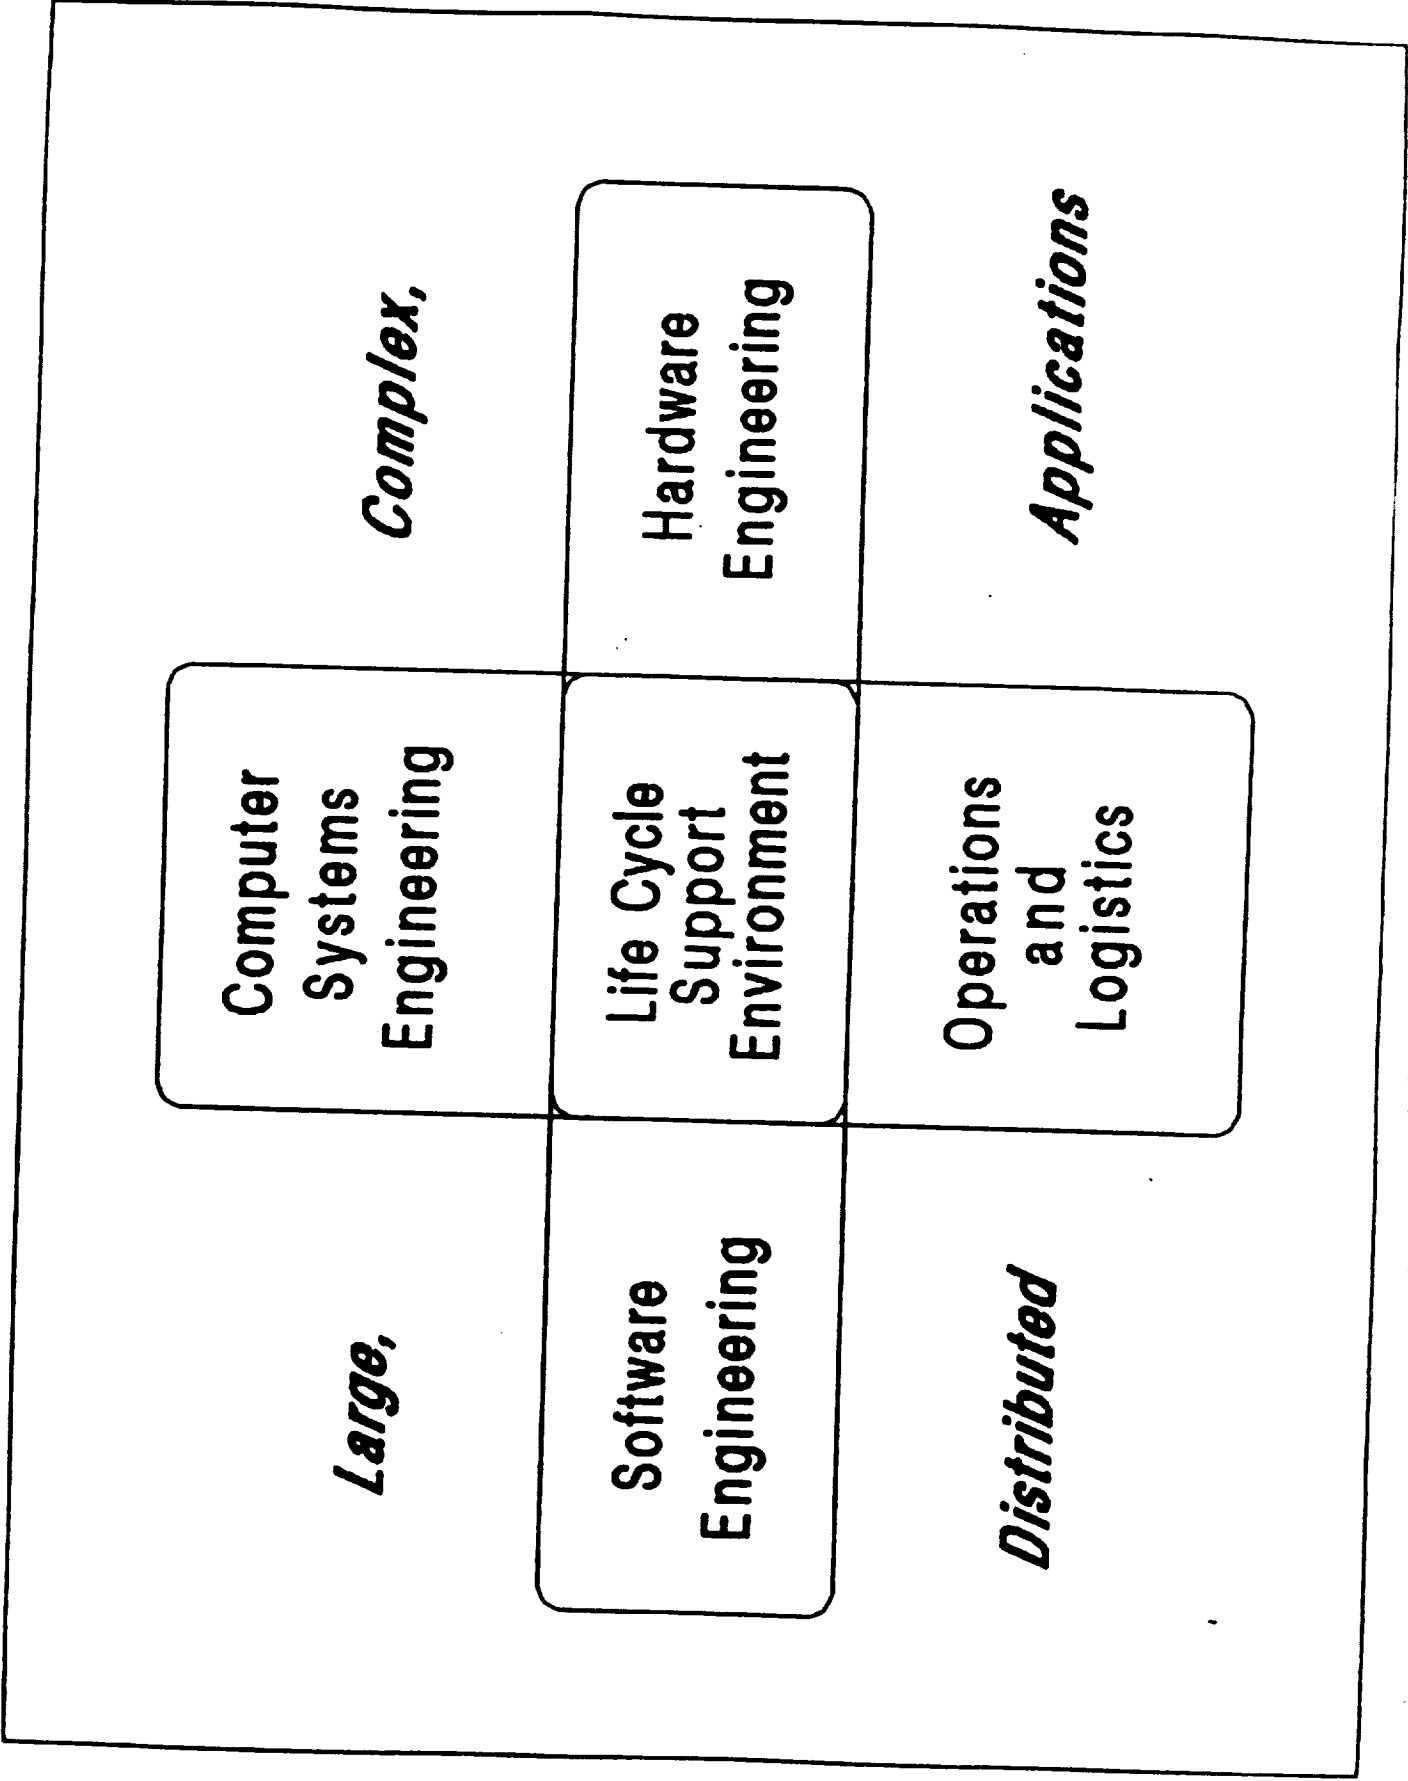 Large,
Complex,
Computer
Systems
Engineering
Software
Engineering
Life Cycle
Support
Environment
Hardware
Engineering
Operations
and
Logistics
Distributed
Applications